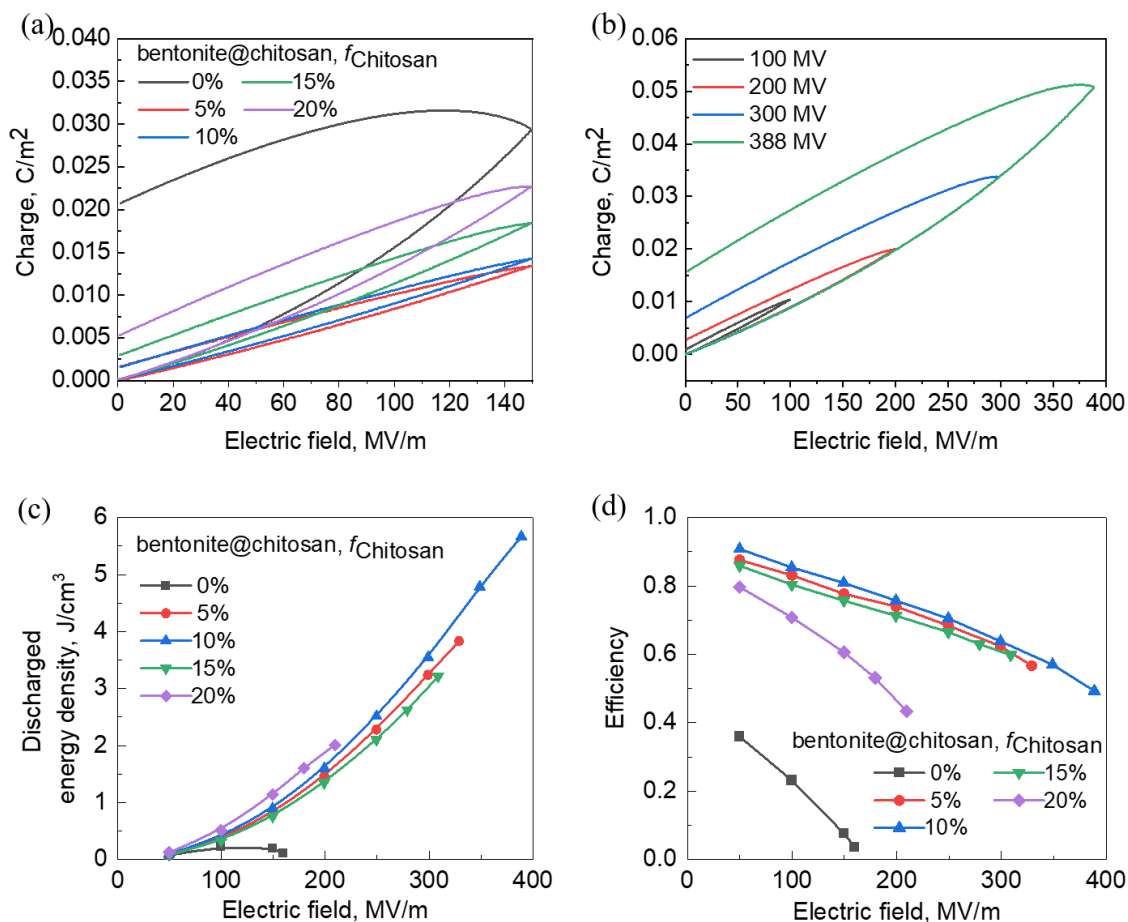 (a)
0.040
0.035
0.030
0.025
0.020
0.015
0.010
0.005
0.000
Charge, C/m²
bentonite@chitosan, fChitosan
0% 15%
5% 20%
10%
0 20 40 60 80 100 120 140
Electric field, MV/m
(b)
0.06
0.05
0.04
0.03
0.02
0.01
0.00
Charge, C/m²
100 MV
200 MV
300 MV
388 MV
0 50 100 150 200 250 300 350 400
Electric field, MV/m
(c)
6
5
4
3
2
1
0
Discharged
energy density, J/cm³
bentonite@chitosan, fChitosan
0%
5%
10%
15%
20%
0 100 200 300 400
Electric field, MV/m
(d)
1.0
0.8
0.6
0.4
0.2
0.0
Efficiency
bentonite@chitosan, fChitosan
0% 15%
5% 20%
10%
0 100 200 300 400
Electric field, MV/m